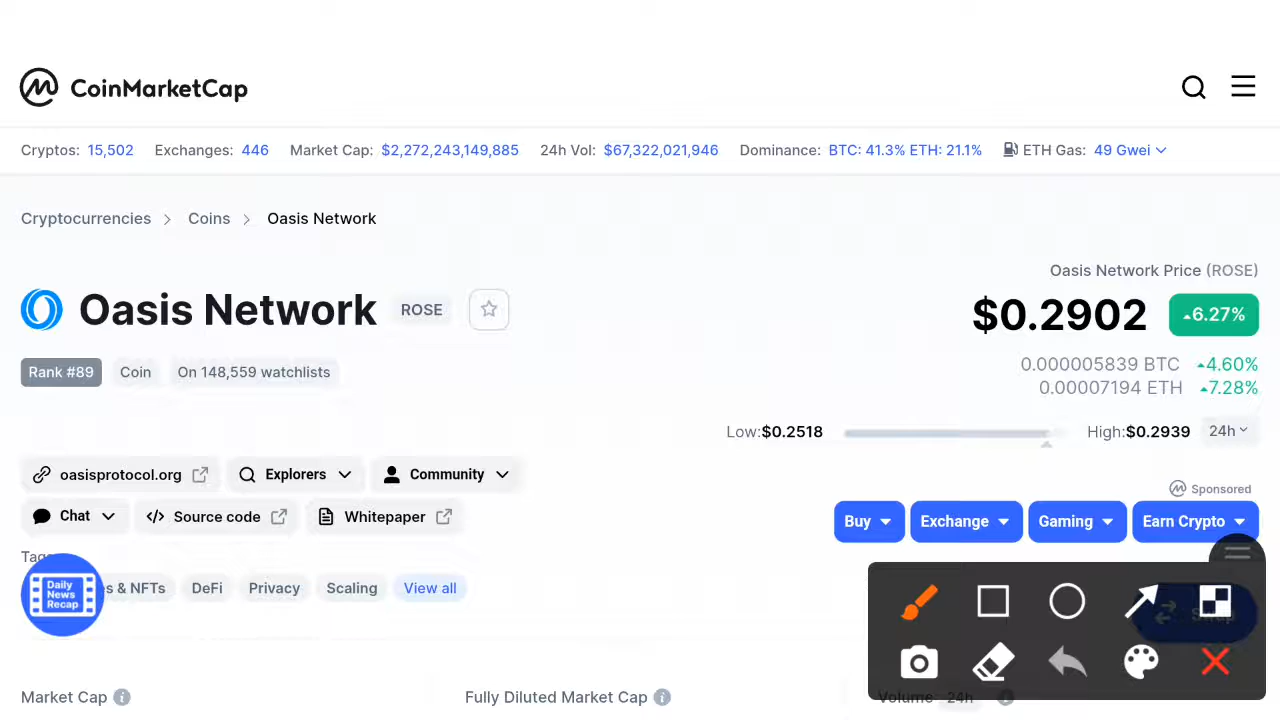 CoinMarketCap
Cryptos: 15,502 Exchanges: 446 Market Cap: $2,272,243,149,885 24h Vol: $67,322,021,946 Dominance: BTC: 41.3% ETH: 21.1% ETH Gas: 49 Gwei
Cryptocurrencies > Coins > Oasis Network
Oasis Network Price (ROSE)
Oasis Network ROSE
$0.2902 6.27%
Rank #89 Coin On 148,559 watchlists
0.000005839 BTC 4.60%
0.00007194 ETH 7.28%
Low:$0.2518 High:$0.2939 24h
oasisprotocol.org Explorers Community
Sponsored
Chat Source code Whitepaper
Buy Exchange Gaming Earn Crypto
Daily
News
Recap
& NFTs DeFi Privacy Scaling View all
Swap
Market Cap Fully Diluted Market Cap Volume 24h